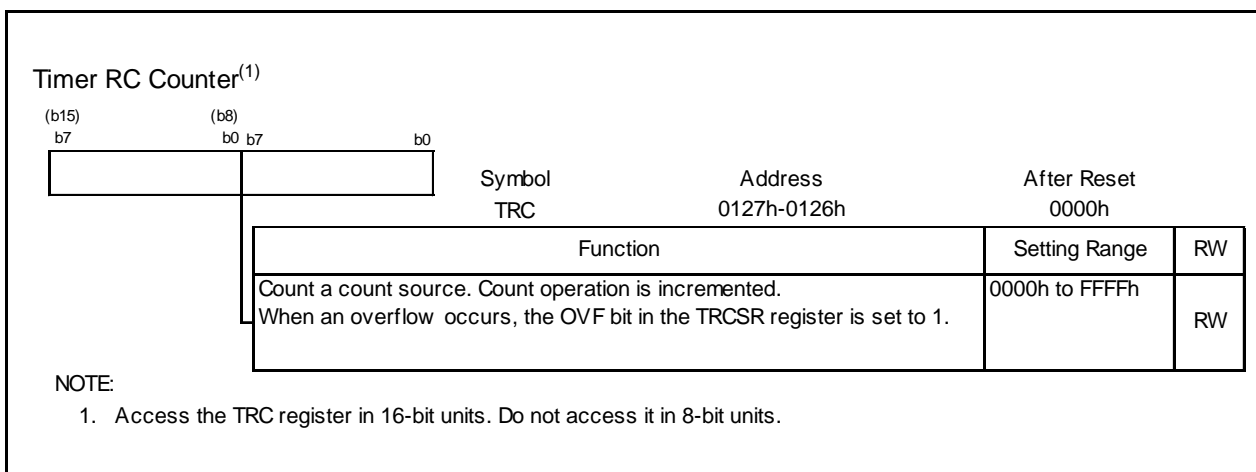 Timer RC Counter(1)
(b15) (b8)
b7 b0 b7 b0
Symbol Address After Reset
TRC 0127h-0126h 0000h
Function Setting Range RW
Count a count source. Count operation is incremented. 0000h to FFFFh
When an overflow occurs, the OVF bit in the TRCSR register is set to 1. RW
NOTE:
1. Access the TRC register in 16-bit units. Do not access it in 8-bit units.